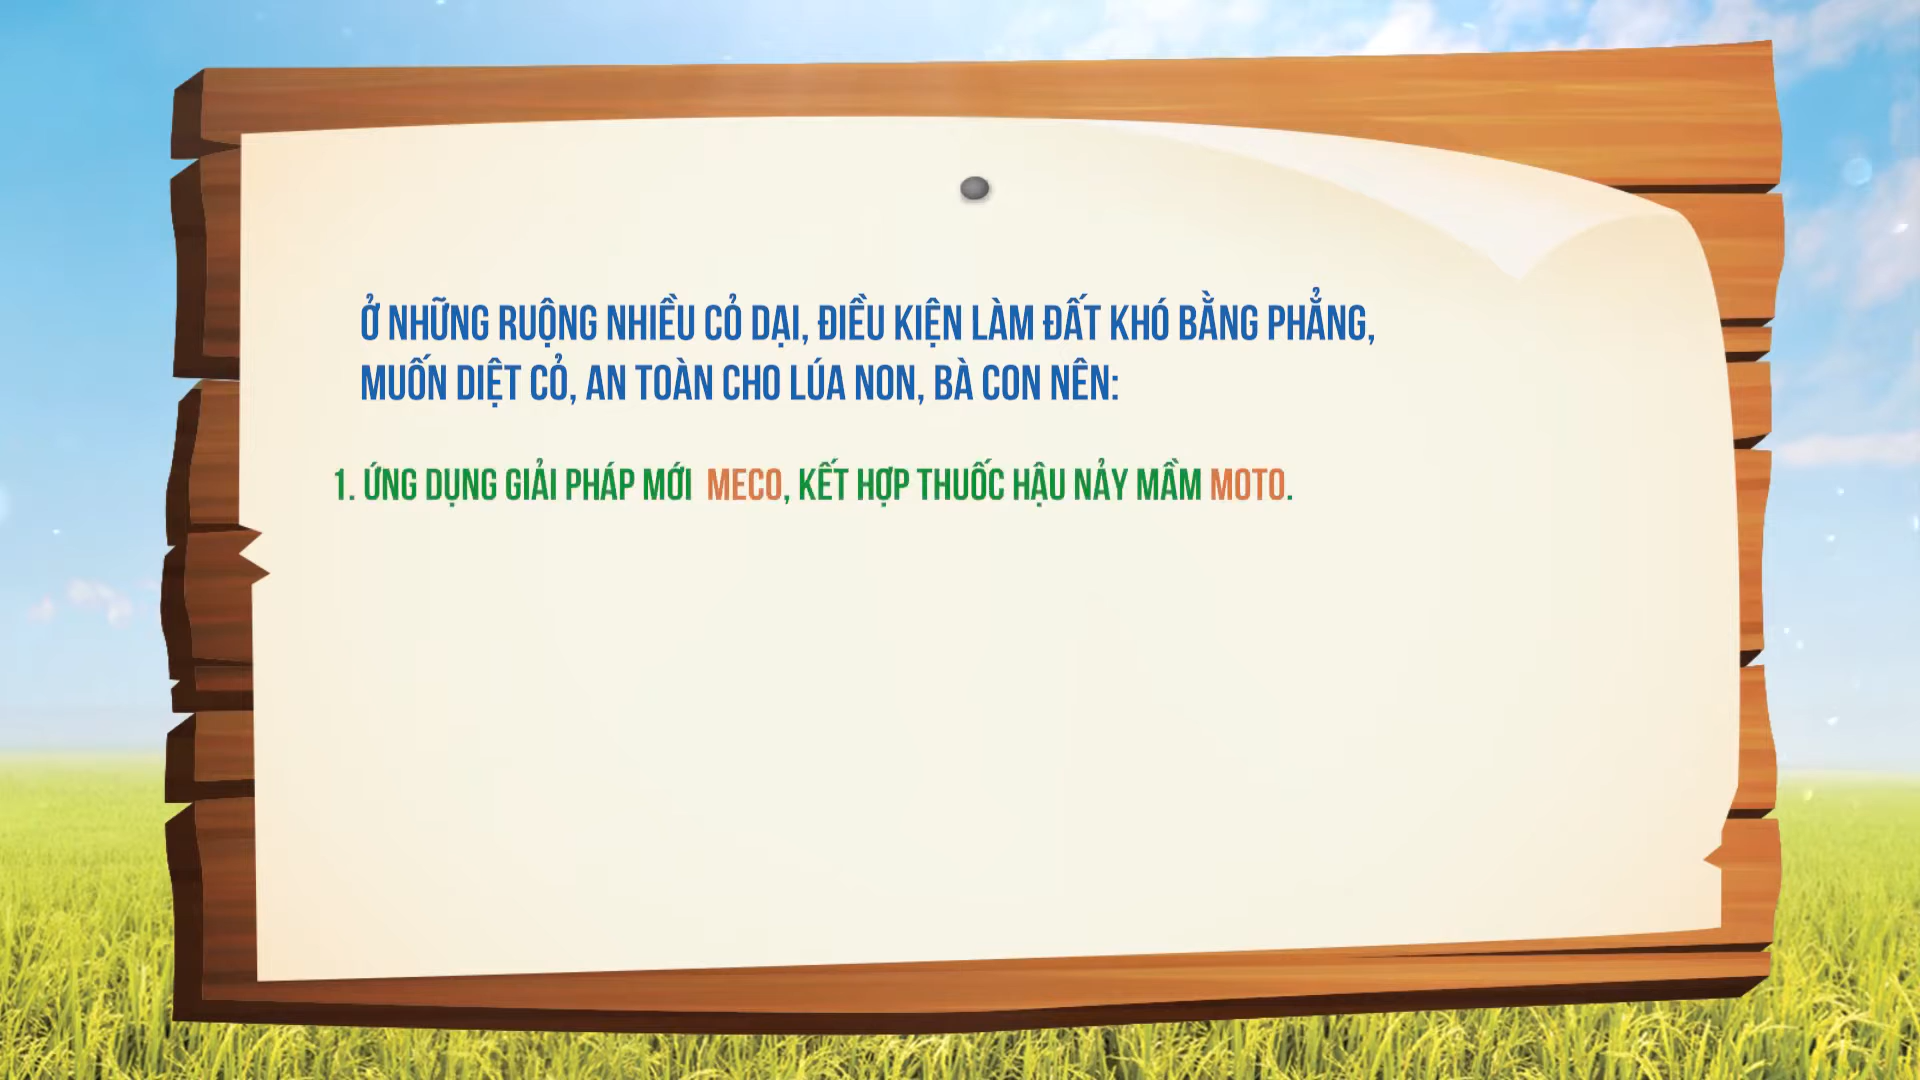 Ở NHỮNG RUỘNG NHIỀU CỎ DẠI, ĐIỀU KIỆN LÀM ĐẤT KHÓ BẰNG PHẲNG,
MUỐN DIỆT CỎ, AN TOÀN CHO LÚA NON, BÀ CON NÊN:
1. ỨNG DỤNG GIẢI PHÁP MỚI MECO, KẾT HỢP THUỐC HẬU NẢY MẦM MOTO.